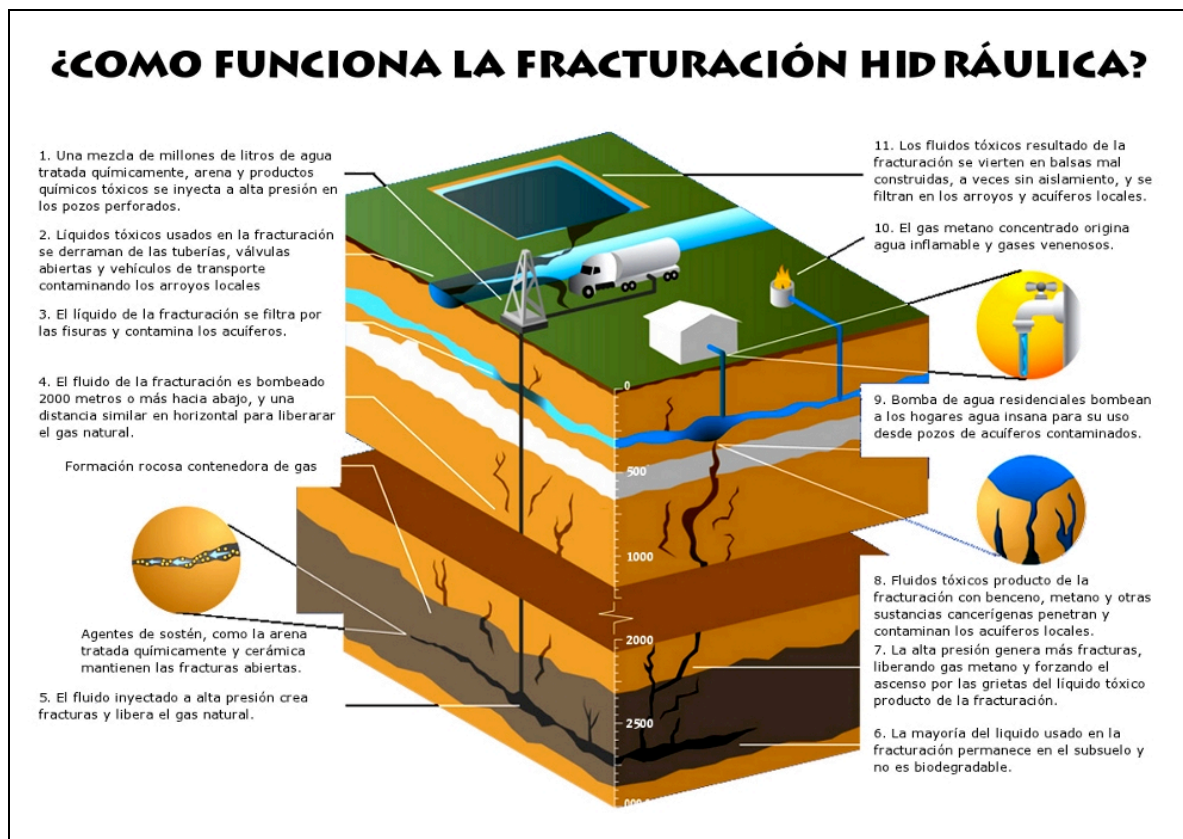 ¿COMO FUNCIONA LA FRACTURACIÓN HIDRÁULICA?
1. Una mezcla de millones de litros de agua
tratada químicamente, arena y productos
químicos tóxicos se inyecta a alta presión en
los pozos perforados.
2. Líquidos tóxicos usados en la fracturación
se derraman de las tuberías, válvulas
abiertas y vehículos de transporte
contaminando los arroyos locales
3. El líquido de la fracturación se filtra por
las fisuras y contamina los acuíferos.
4. El fluido de la fracturación es bombeado
2000 metros o más hacia abajo, y una
distancia similar en horizontal para liberarar
el gas natural.
Formación rocosa contenedora de gas
Agentes de sostén, como la arena
tratada químicamente y cerámica
mantienen las fracturas abiertas.
5. El fluido inyectado a alta presión crea
fracturas y libera el gas natural.
0
500
1000
2000
2500
11. Los fluidos tóxicos resultado de la
fracturación se vierten en balsas mal
construidas, a veces sin aislamiento, y se
filtran en los arroyos y acuíferos locales.
10. El gas metano concentrado origina
agua inflamable y gases venenosos.
9. Bomba de agua residenciales bombean
a los hogares agua insana para su uso
desde pozos de acuíferos contaminados.
8. Fluidos tóxicos producto de la
fracturación con benceno, metano y otras
sustancias cancerígenas penetran y
contaminan los acuíferos locales.
7. La alta presión genera más fracturas,
liberando gas metano y forzando el
ascenso por las grietas del líquido tóxico
producto de la fracturación.
6. La mayoría del liquido usado en la
fracturación permanece en el subsuelo y
no es biodegradable.